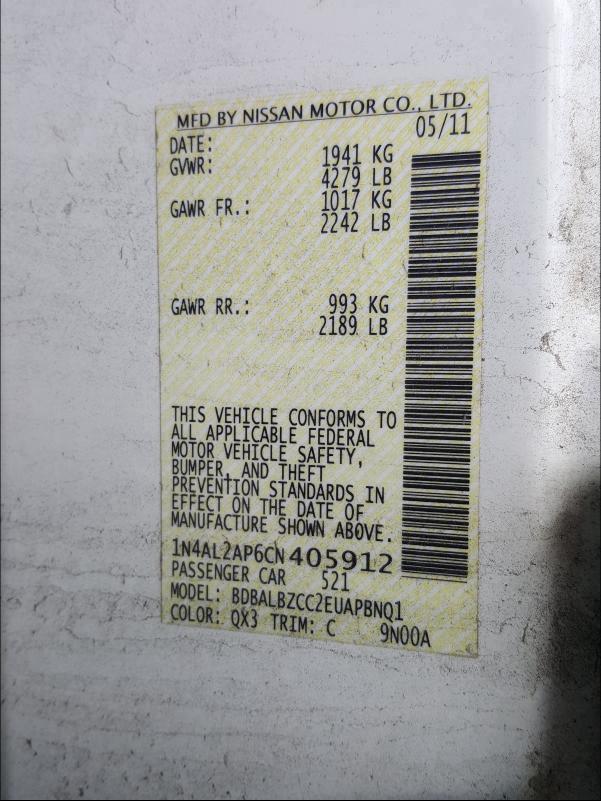 MFD BY NISSAN MOTOR CO., LTD.
DATE: 05/11
GVWR: 1941 KG
4279 LB
GAWR FR.: 1017 KG
2242 LB
GAWR RR.: 993 KG
2189 LB
THIS VEHICLE CONFORMS TO
ALL APPLICABLE FEDERAL
MOTOR VEHICLE SAFETY,
BUMPER, AND THEFT
PREVENTION STANDARDS IN
EFFECT ON THE DATE OF
MANUFACTURE SHOWN ABOVE.
1N4AL2AP6CN405912
PASSENGER CAR 521
MODEL: BDBALBZCC2EUAPBNQ1
COLOR: QX3 TRIM: C 9N00A